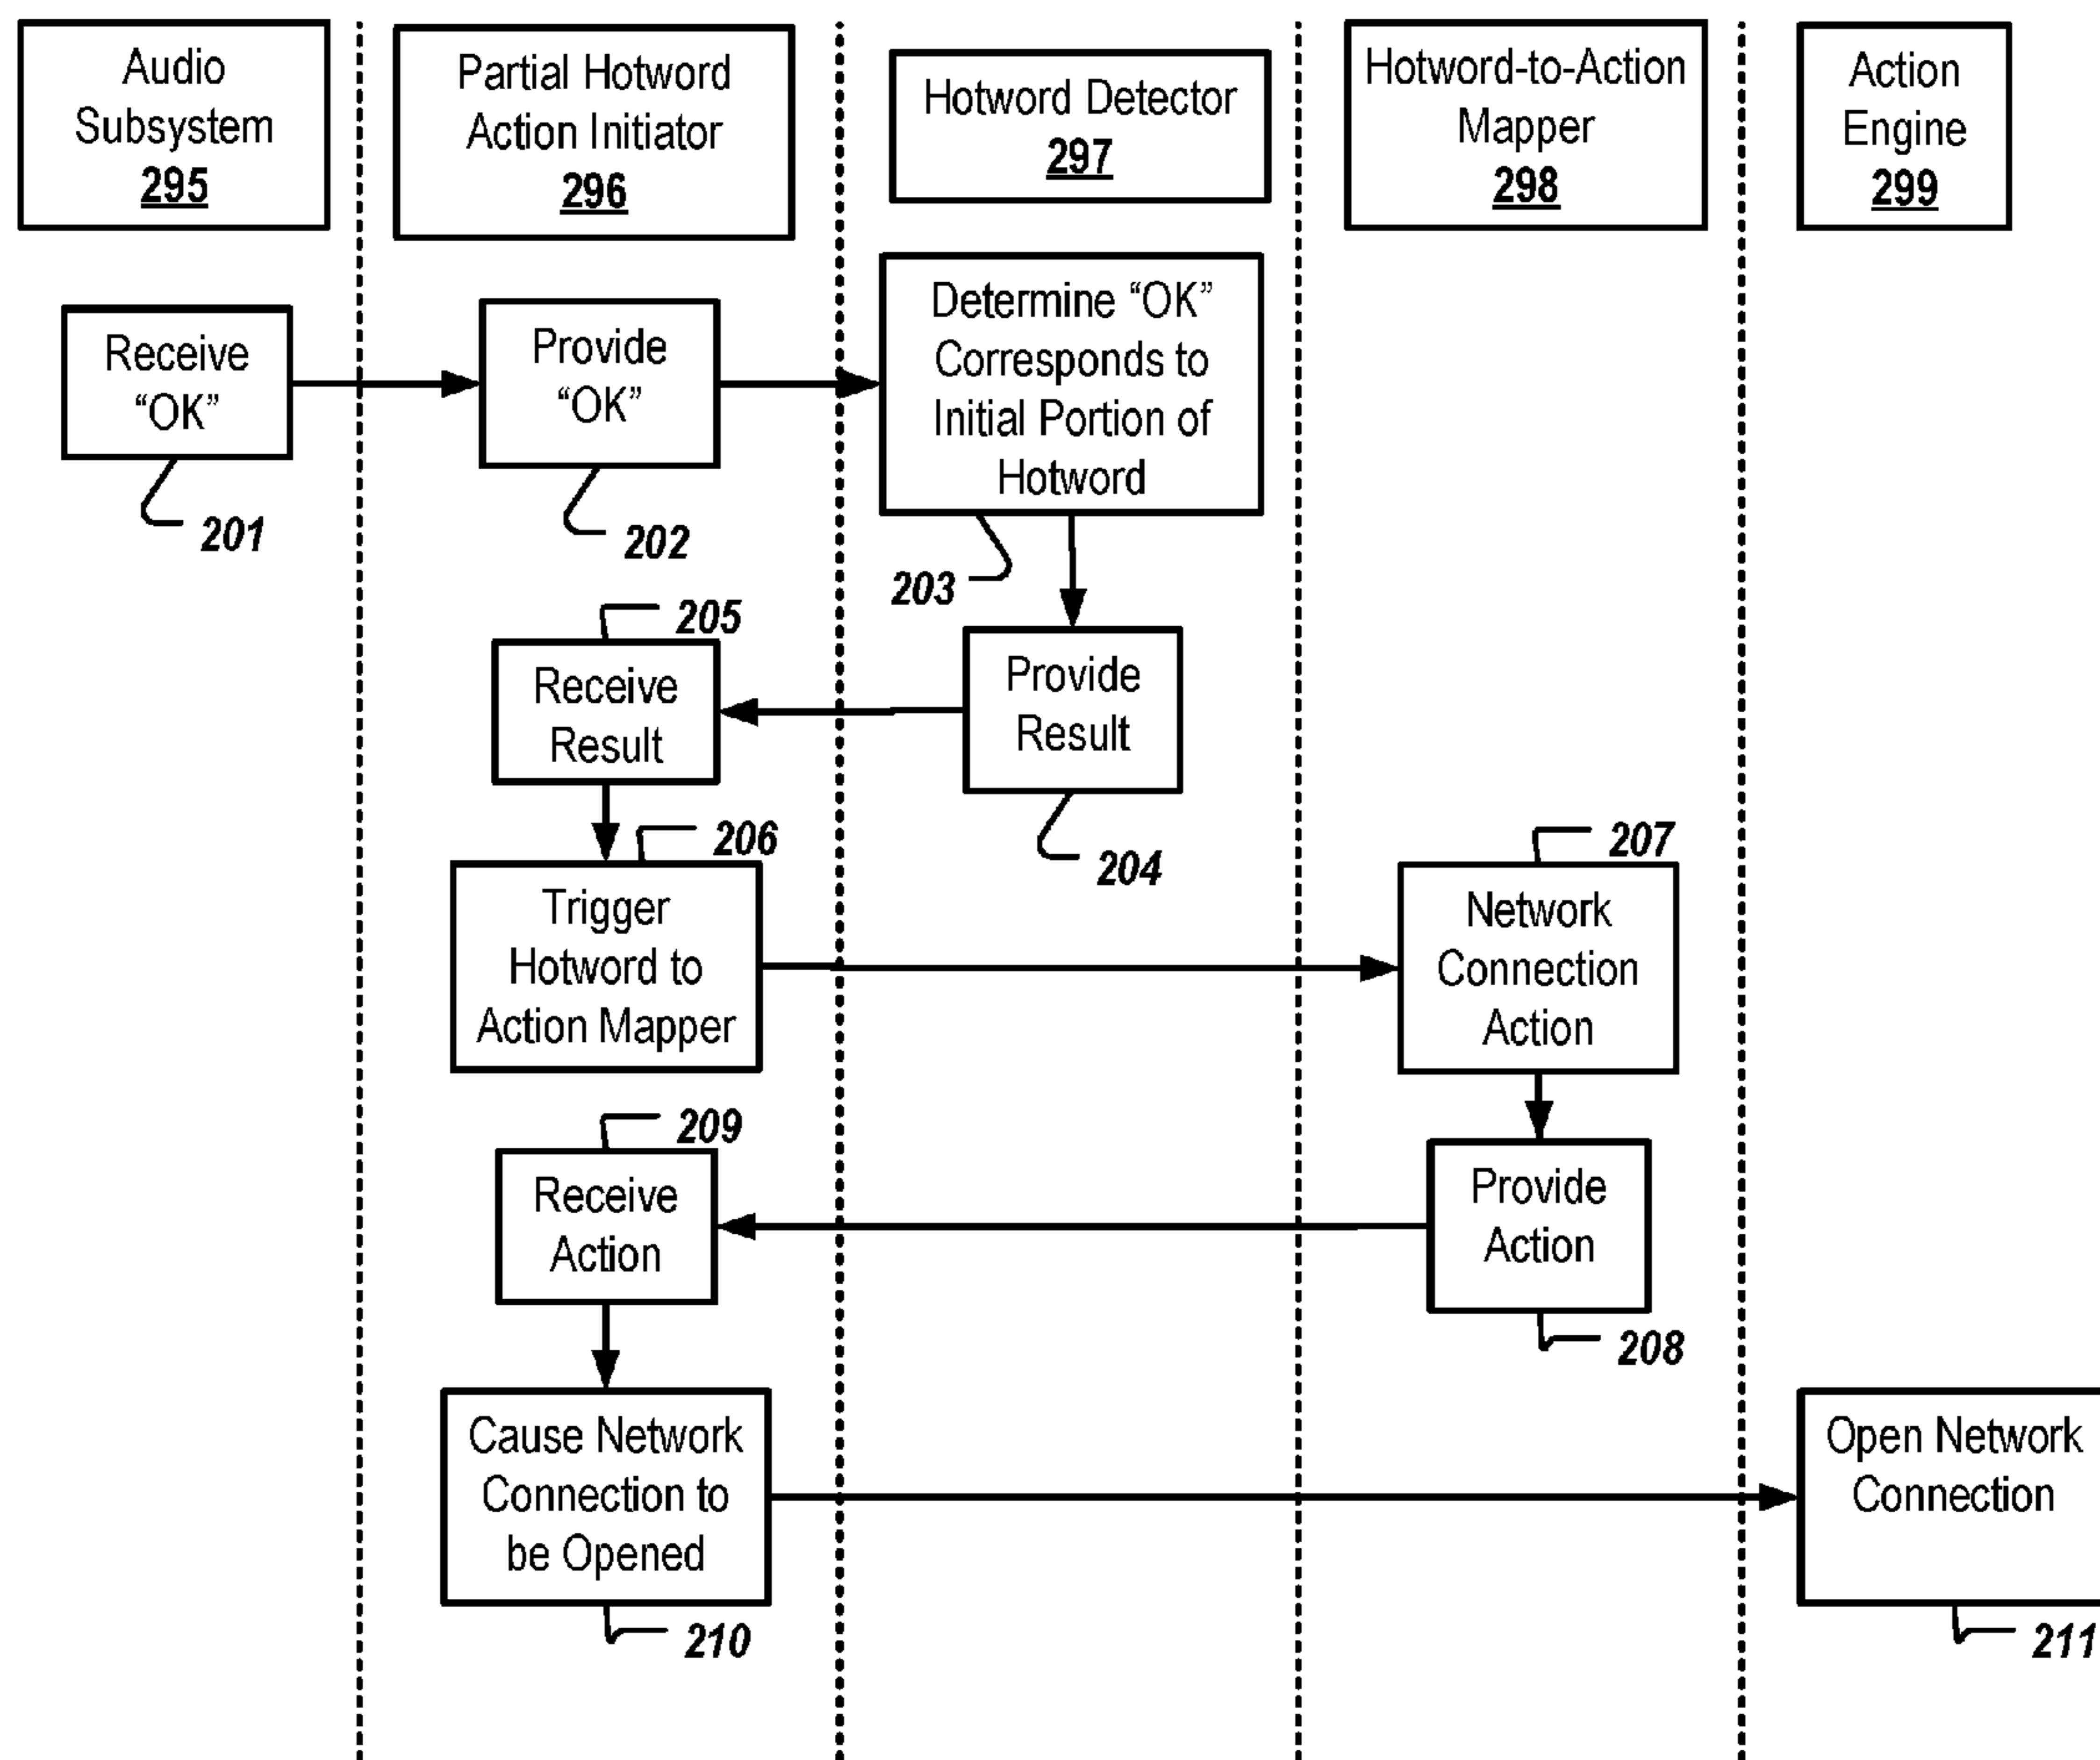 Audio
Subsystem
295
Partial Hotword
Action Initiator
296
Hotword Detector
297
Hotword-to-Action
Mapper
298
Action
Engine
299
Receive
“OK”
201
Provide
“OK”
202
Determine “OK”
Corresponds to
Initial Portion of
Hotword
203
Provide
Result
204
205
Receive
Result
206
Trigger
Hotword to
Action Mapper
207
Network
Connection
Action
Provide
Action
208
209
Receive
Action
Cause Network
Connection to
be Opened
210
Open Network
Connection
211